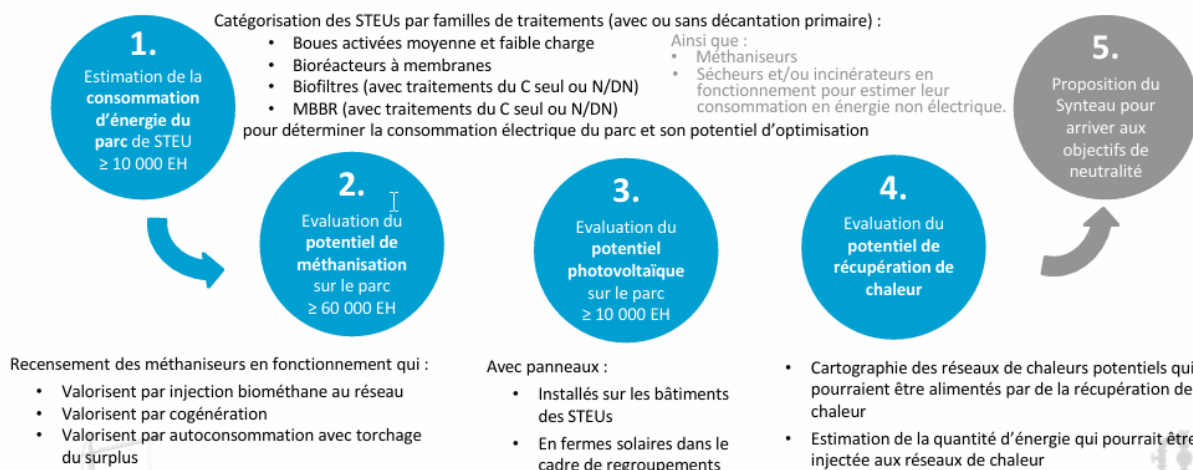 Catégorisation des STEUs par familles de traitements (avec ou sans décantation primaire) :
• Boues activées moyenne et faible charge
• Bioréacteurs à membranes
• Biofiltres (avec traitements du C seul ou N/DN)
• MBBR (avec traitements du C seul ou N/DN)
Ainsi que :
• Méthaniseurs
• Sécheurs et/ou incinérateurs en
fonctionnement pour estimer leur
consommation en énergie non électrique.
pour déterminer la consommation électrique du parc et son potentiel d'optimisation
1.
Estimation de la
consommation
d'énergie du
parc de STEU
≥ 10 000 EH
2.
Evaluation du
potentiel de
méthanisation
sur le parc
≥ 60 000 EH
3.
Evaluation du
potentiel
photovoltaïque
sur le parc
≥ 10 000 EH
4.
Evaluation du
potentiel de
récupération de
chaleur
5.
Proposition du
Synteau pour
arriver aux
objectifs de
neutralité
Recensement des méthaniseurs en fonctionnement qui :
• Valorisent par injection biométhane au réseau
• Valorisent par cogénération
• Valorisent par autoconsommation avec torchage
du surplus
Avec panneaux :
• Installés sur les bâtiments
des STEUs
• En fermes solaires dans le
cadre de regroupements
• Cartographie des réseaux de chaleurs potentiels qui
pourraient être alimentés par de la récupération de
chaleur
• Estimation de la quantité d'énergie qui pourrait être
injectée aux réseaux de chaleur